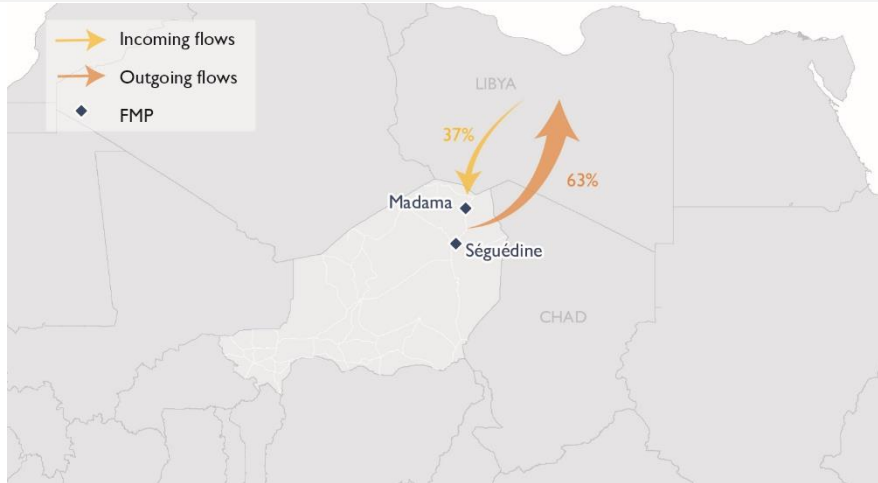 Incoming flows
Outgoing flows
FMP
LIBYA
37%
63%
Madama
Séguédine
CHAD